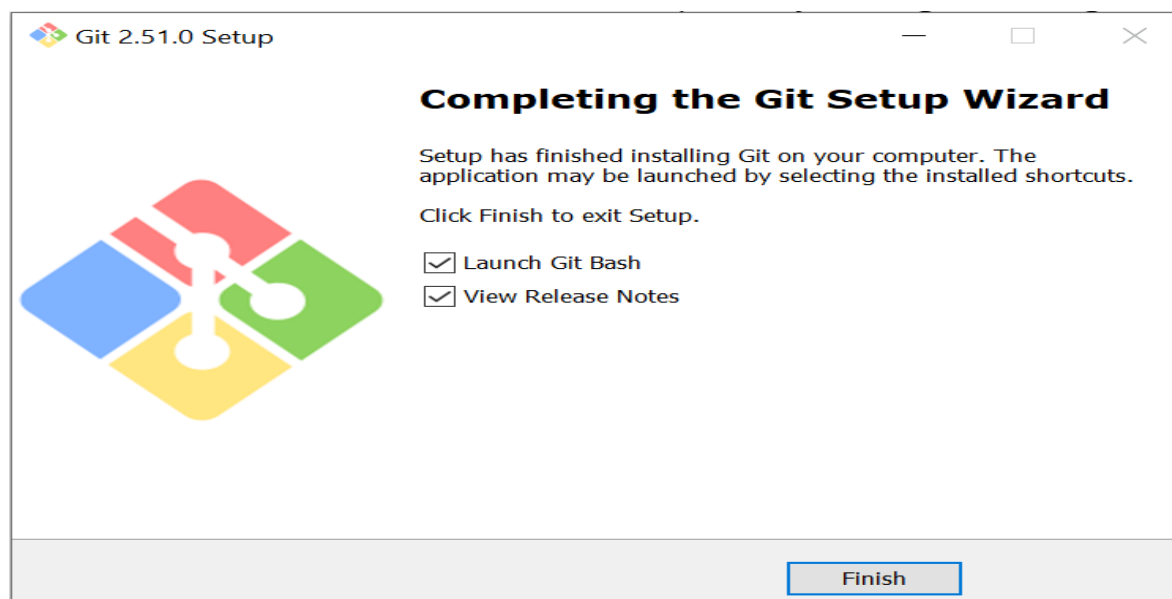 Git 2.51.0 Setup
Completing the Git Setup Wizard
Setup has finished installing Git on your computer. The
application may be launched by selecting the installed shortcuts.
Click Finish to exit Setup.
Launch Git Bash
View Release Notes
Finish